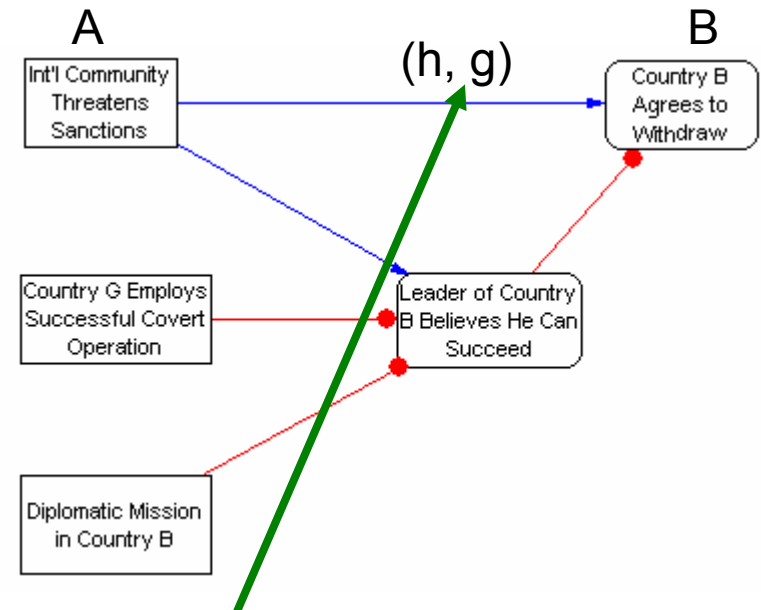 A
B
(h, g)
Int'l Community
Threatens
Sanctions
Country B
Agrees to
Withdraw
Country G Employs
Successful Covert
Operation
Leader of Country
B Believes He Can
Succeed
Diplomatic Mission
in Country B